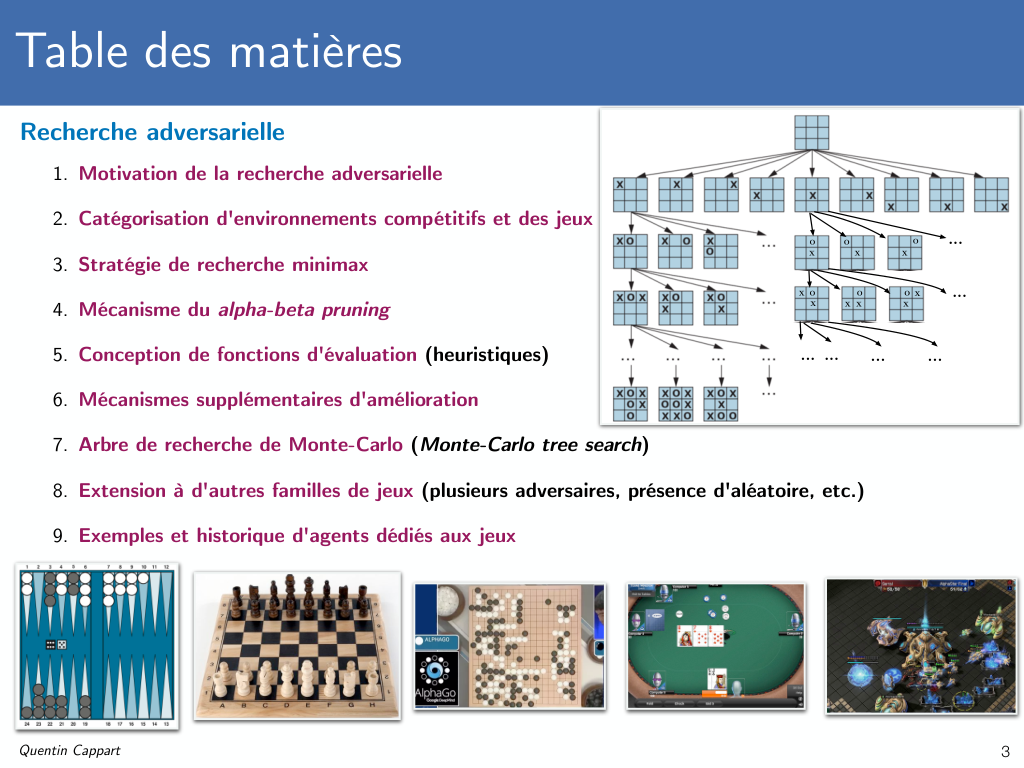 Table des matières
Recherche adversarielle
1. Motivation de la recherche adversarielle
2. Catégorisation d'environnements compétitifs et des jeux
3. Stratégie de recherche minimax
4. Mécanisme du alpha-beta pruning
5. Conception de fonctions d'évaluation (heuristiques)
6. Mécanismes supplémentaires d'amélioration
7. Arbre de recherche de Monte-Carlo (Monte-Carlo tree search)
8. Extension à d'autres familles de jeux (plusieurs adversaires, présence d'aléatoire, etc.)
9. Exemples et historique d'agents dédiés aux jeux
X X X X X X X X X
X O X O X O
O X O X O X
X O X X O X O
X X
X O O X O X
X X X X
... ... ... ...
X O X X O X X O X
O X O O X X
O X X O X O O
1 2 3 4 5 6 7 8 9 10 11 12
24 23 22 21 20 19 18 17 16 15 14 13
A B C D E F G H
ALPHAGO
AlphaGo
Google DeepMind
Quentin Cappart
3